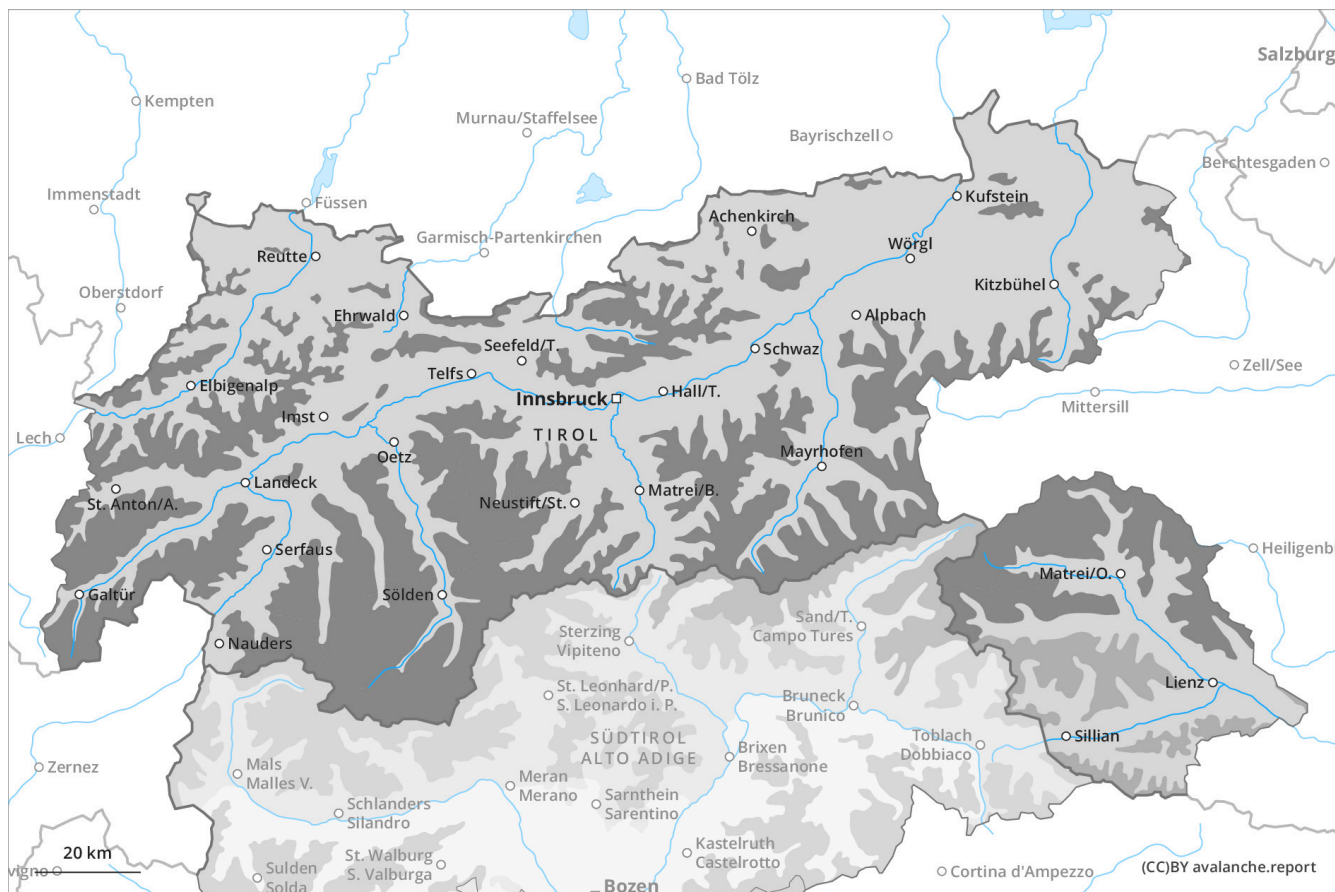 Salzburg
Bad Tölz
Kempten
Murnau/Staffelsee
Bayrischzell
Berchtesgaden
Immenstadt
Füssen
Kufstein
Achenkirch
Garmisch-Partenkirchen
Wörgl
Reutte
Kitzbühel
Oberstdorf
Ehrwald
Alpbach
Seefeld/T.
Schwaz
Zell/See
Telfs
Elbigenalp
Hall/T.
Innsbruck
Mittersill
Imst
Lech
TIROL
Oetz
Mayrhofen
Landeck
Matrei/B.
St. Anton/A.
Neustift/St.
Serfaus
Heiligenb
Matrei/O.
Galtür
Sölden
Sand/T.
Campo Tures
Sterzing
Vipiteno
Nauders
Lienz
St. Leonhard/P.
S. Leonardo i. P.
Bruneck
Brunico
SÜDTIROL
ALTO ADIGE
Toblach
Dobbiaco
Sillian
Brixen
Bressanone
Zernez
Mals
Malles V.
Meran
Merano
Sarnthein
Sarentino
Schlanders
Silandro
Kastelruth
Castelrotto
20 km
St. Walburg
S. Valburga
vigno
Sulden
Solda
Cortina d'Ampezzo
(CC)BY avalanche.report
Bozen